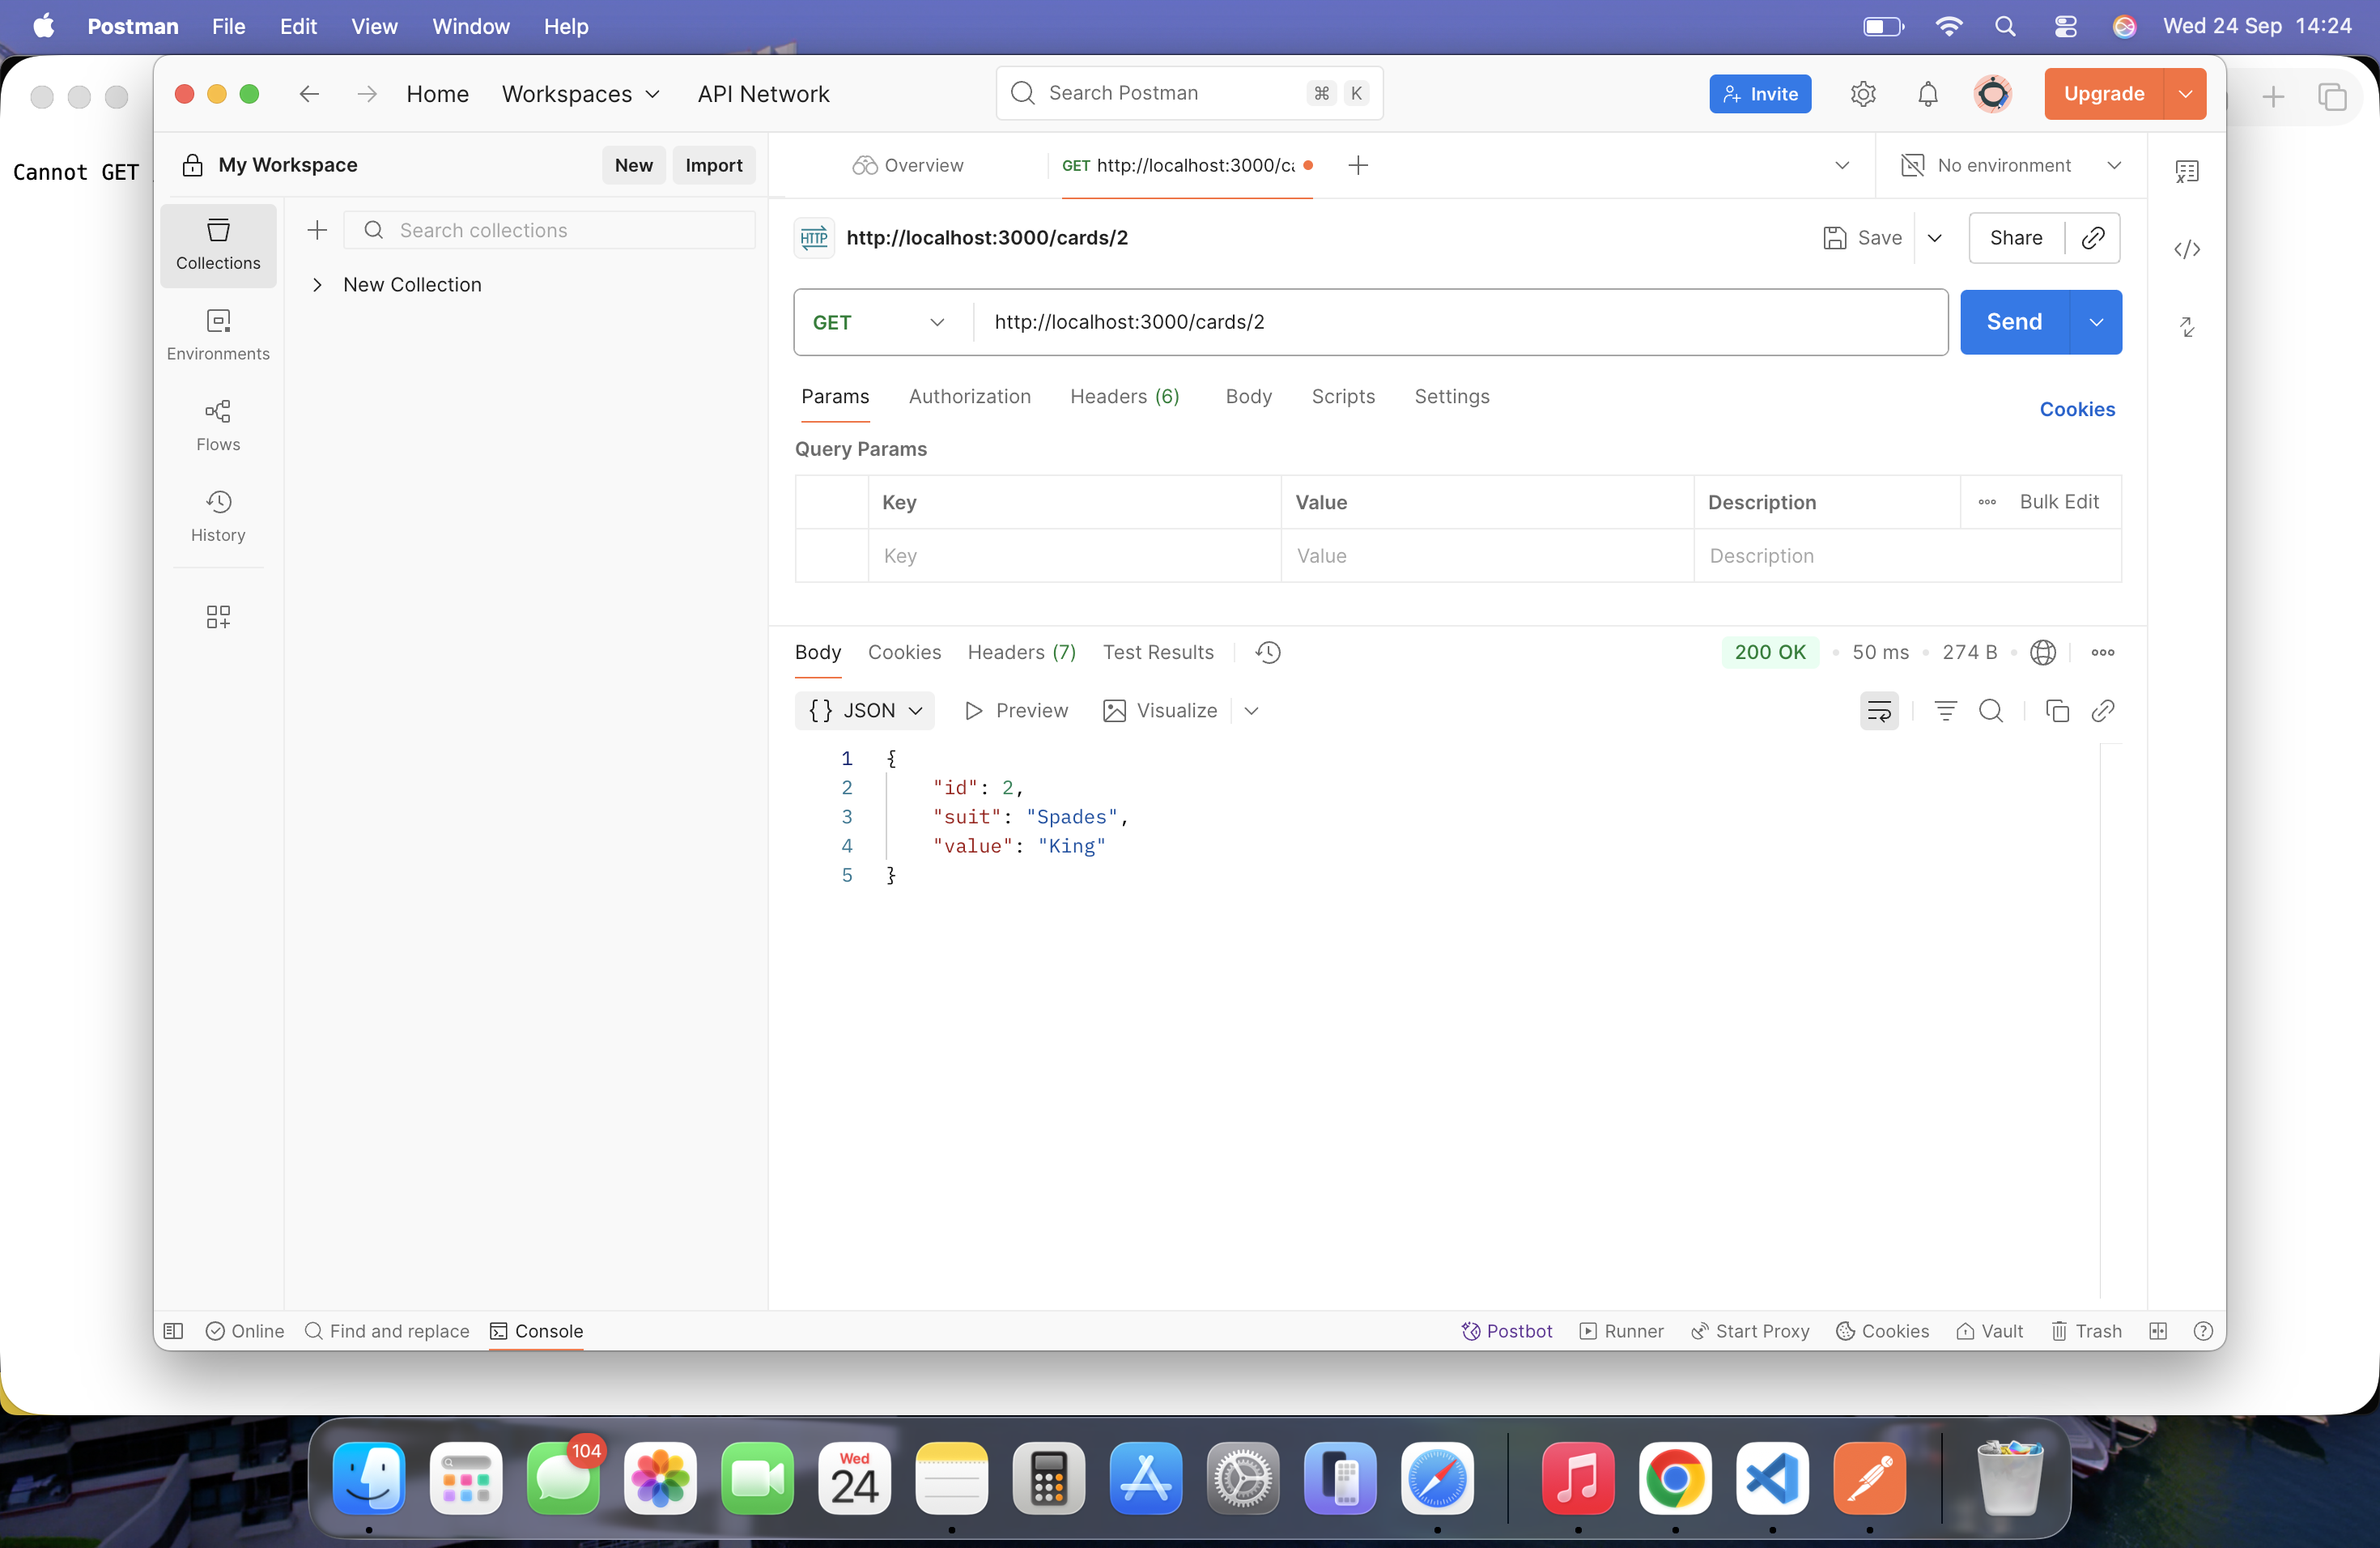 Postman File Edit View Window Help Wed 24 Sep 14:24
Home Workspaces API Network Search Postman ⌘ K Invite Upgrade
Cannot GET
My Workspace New Import Overview GET http://localhost:3000/ca No environment
Collections
Search collections
New Collection
Environments
Flows
History
HTTP http://localhost:3000/cards/2 Save Share
GET http://localhost:3000/cards/2 Send
Params Authorization Headers (6) Body Scripts Settings Cookies
Query Params
Key Value Description Bulk Edit
Key Value Description
Body Cookies Headers (7) Test Results 200 OK 50 ms 274 B
{} JSON Preview Visualize
1 {
2 "id": 2,
3 "suit": "Spades",
4 "value": "King"
5 }
Online Find and replace Console Postbot Runner Start Proxy Cookies Vault Trash
104
Wed
24